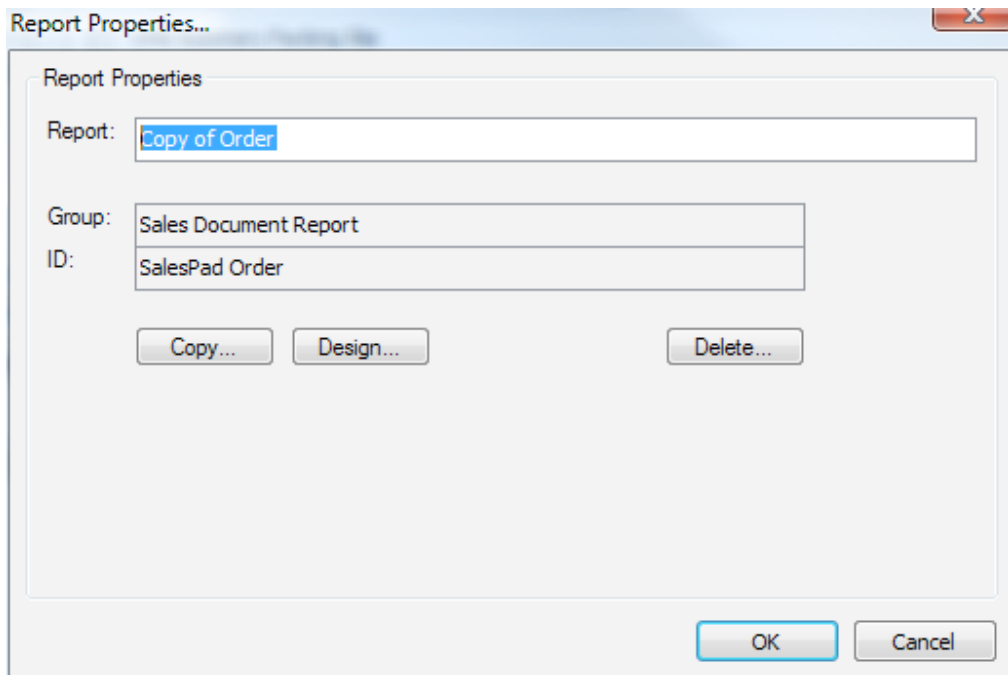 Report Properties...
Report Properties
Report: Copy of Order
Group: Sales Document Report
ID: SalesPad Order
Copy... Design... Delete...
OK Cancel